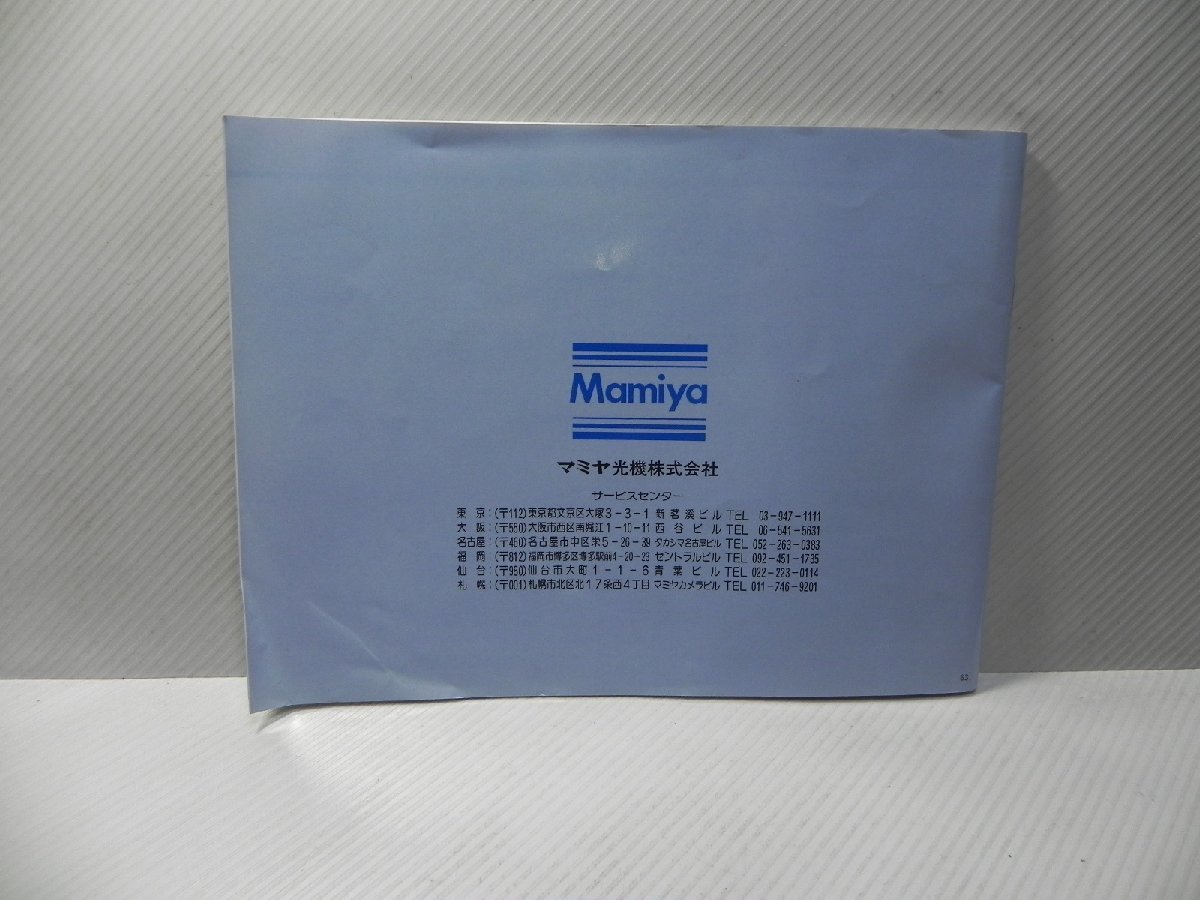 Mamiya
マミヤ光機株式会社
サービスセンター
東京:(〒112)東京都文京区大塚3-3-1新茗溪ビル TEL 03-947-1111
大阪:(〒550)大阪市西区南堀江1-10-11西谷ビル TEL 06-541-5631
名古屋:(〒460)名古屋市中区栄5-26-39タカシマ名古屋ビル TEL 052-263-0383
福岡:(〒812)福岡市博多区博多駅前4-20-23セントラルビル TEL 092-451-1735
仙台:(〒980)仙台市大町1-1-6青葉ビル TEL 022-223-0114
札幌:(〒001)札幌市北区北17条西4丁目マミヤカメラビル TEL 011-746-9201